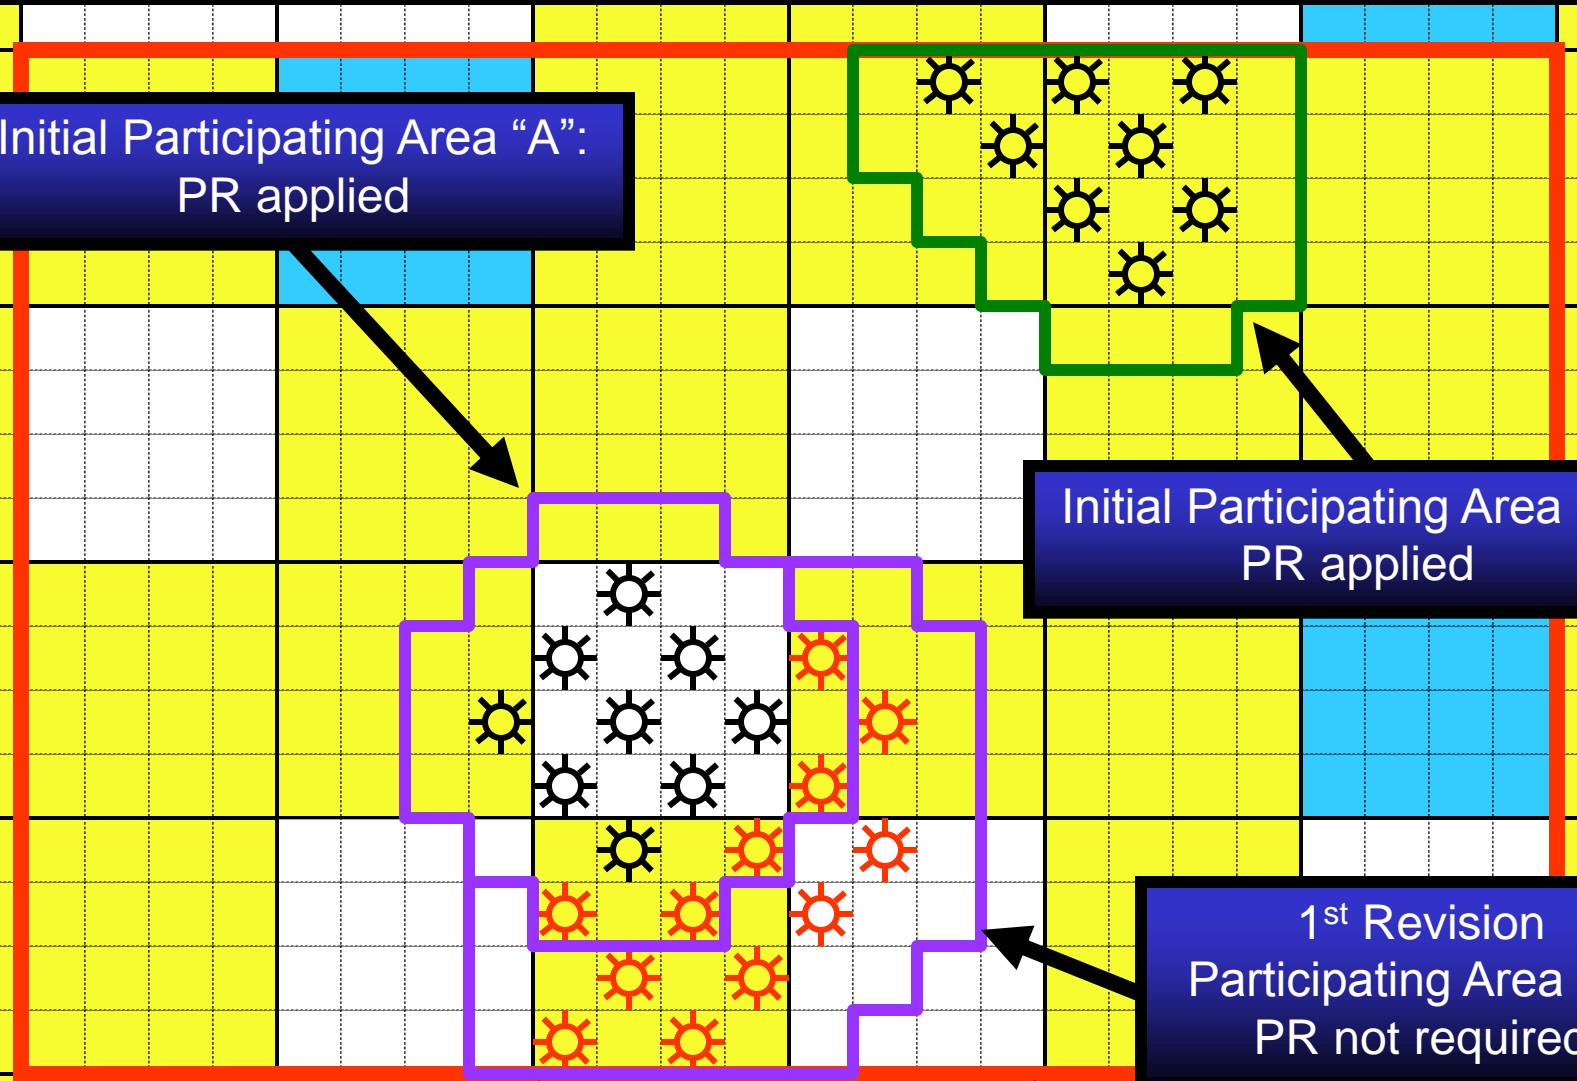 Initial Participating Area “A”:
PR applied
Initial Participating Area
PR applied
1st Revision
Participating Area
PR not required